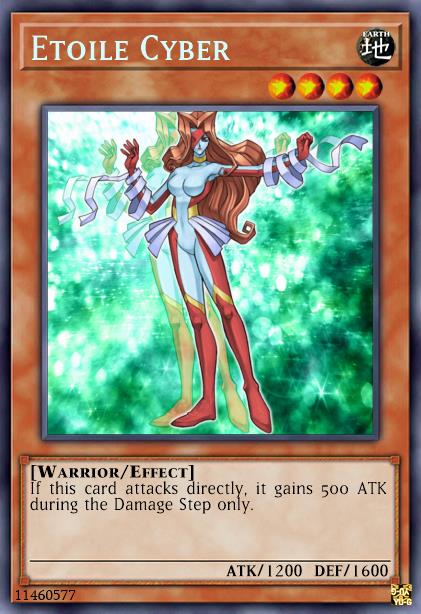 Etoile Cyber
EARTH
地
[Warrior/Effect]
If this card attacks directly, it gains 500 ATK
during the Damage Step only.
ATK/1200 DEF/1600
11460577